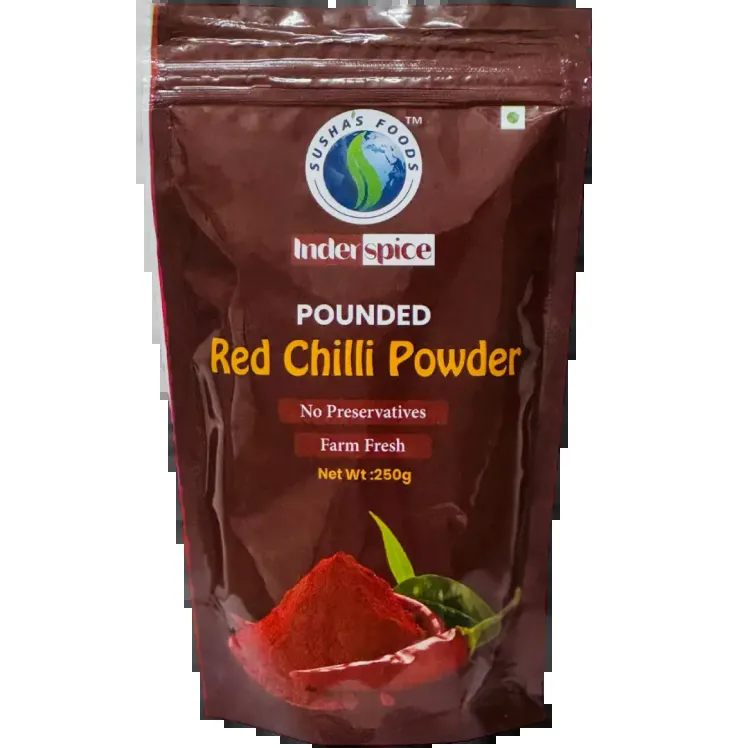 SUSHA'S FOODS
TM
Inderspice
POUNDED
Red Chilli Powder
No Preservatives
Farm Fresh
Net Wt :250g